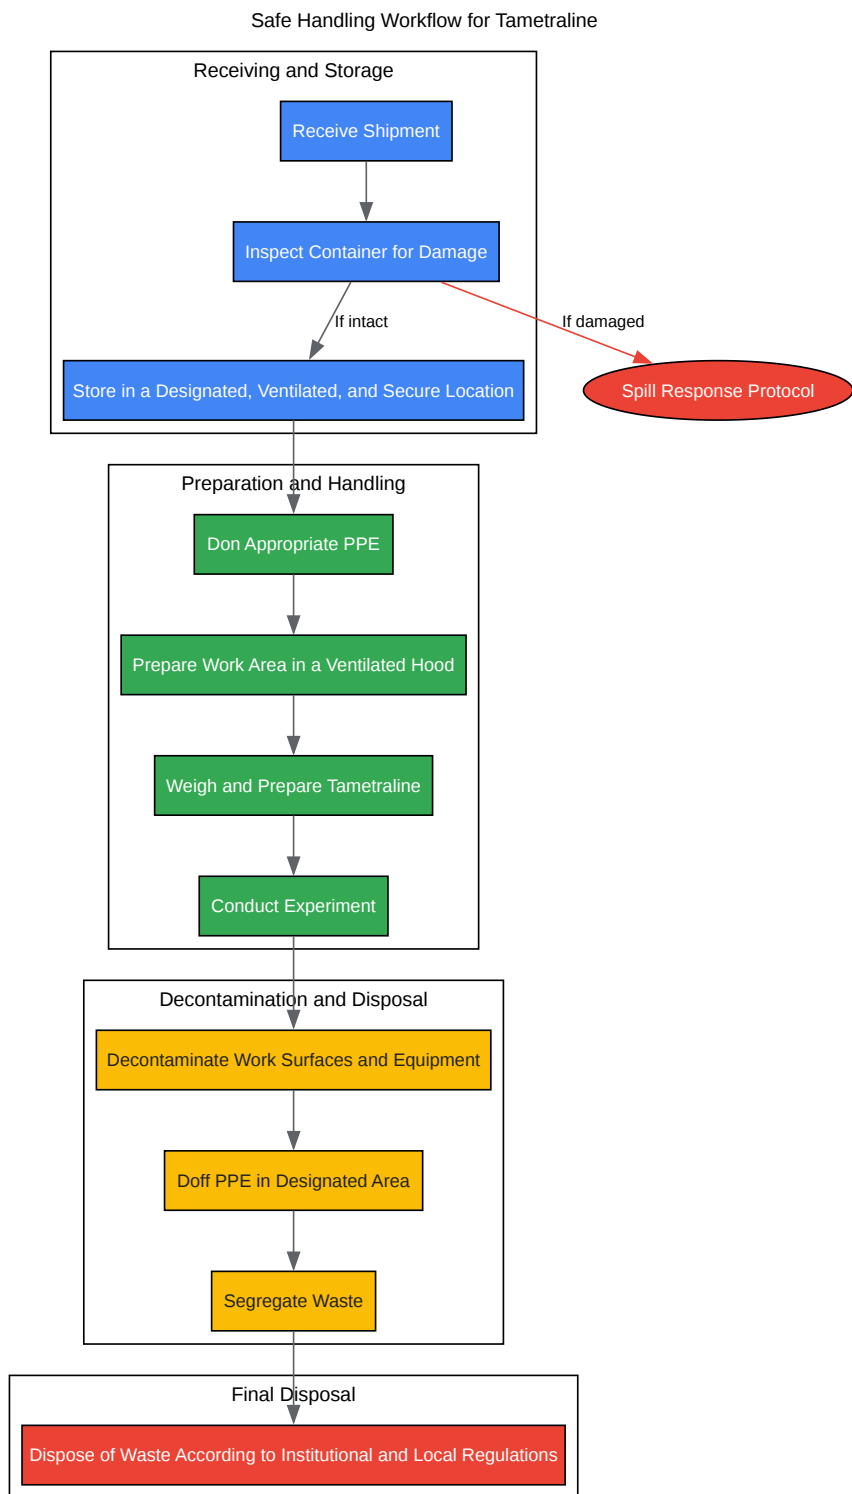 Safe Handling Workflow for Tametraline
Receiving and Storage
Receive Shipment
Inspect Container for Damage
If intact
If damaged
Store in a Designated, Ventilated, and Secure Location
Spill Response Protocol
Preparation and Handling
Don Appropriate PPE
Prepare Work Area in a Ventilated Hood
Weigh and Prepare Tametraline
Conduct Experiment
Decontamination and Disposal
Decontaminate Work Surfaces and Equipment
Doff PPE in Designated Area
Segregate Waste
Final Disposal
Dispose of Waste According to Institutional and Local Regulations